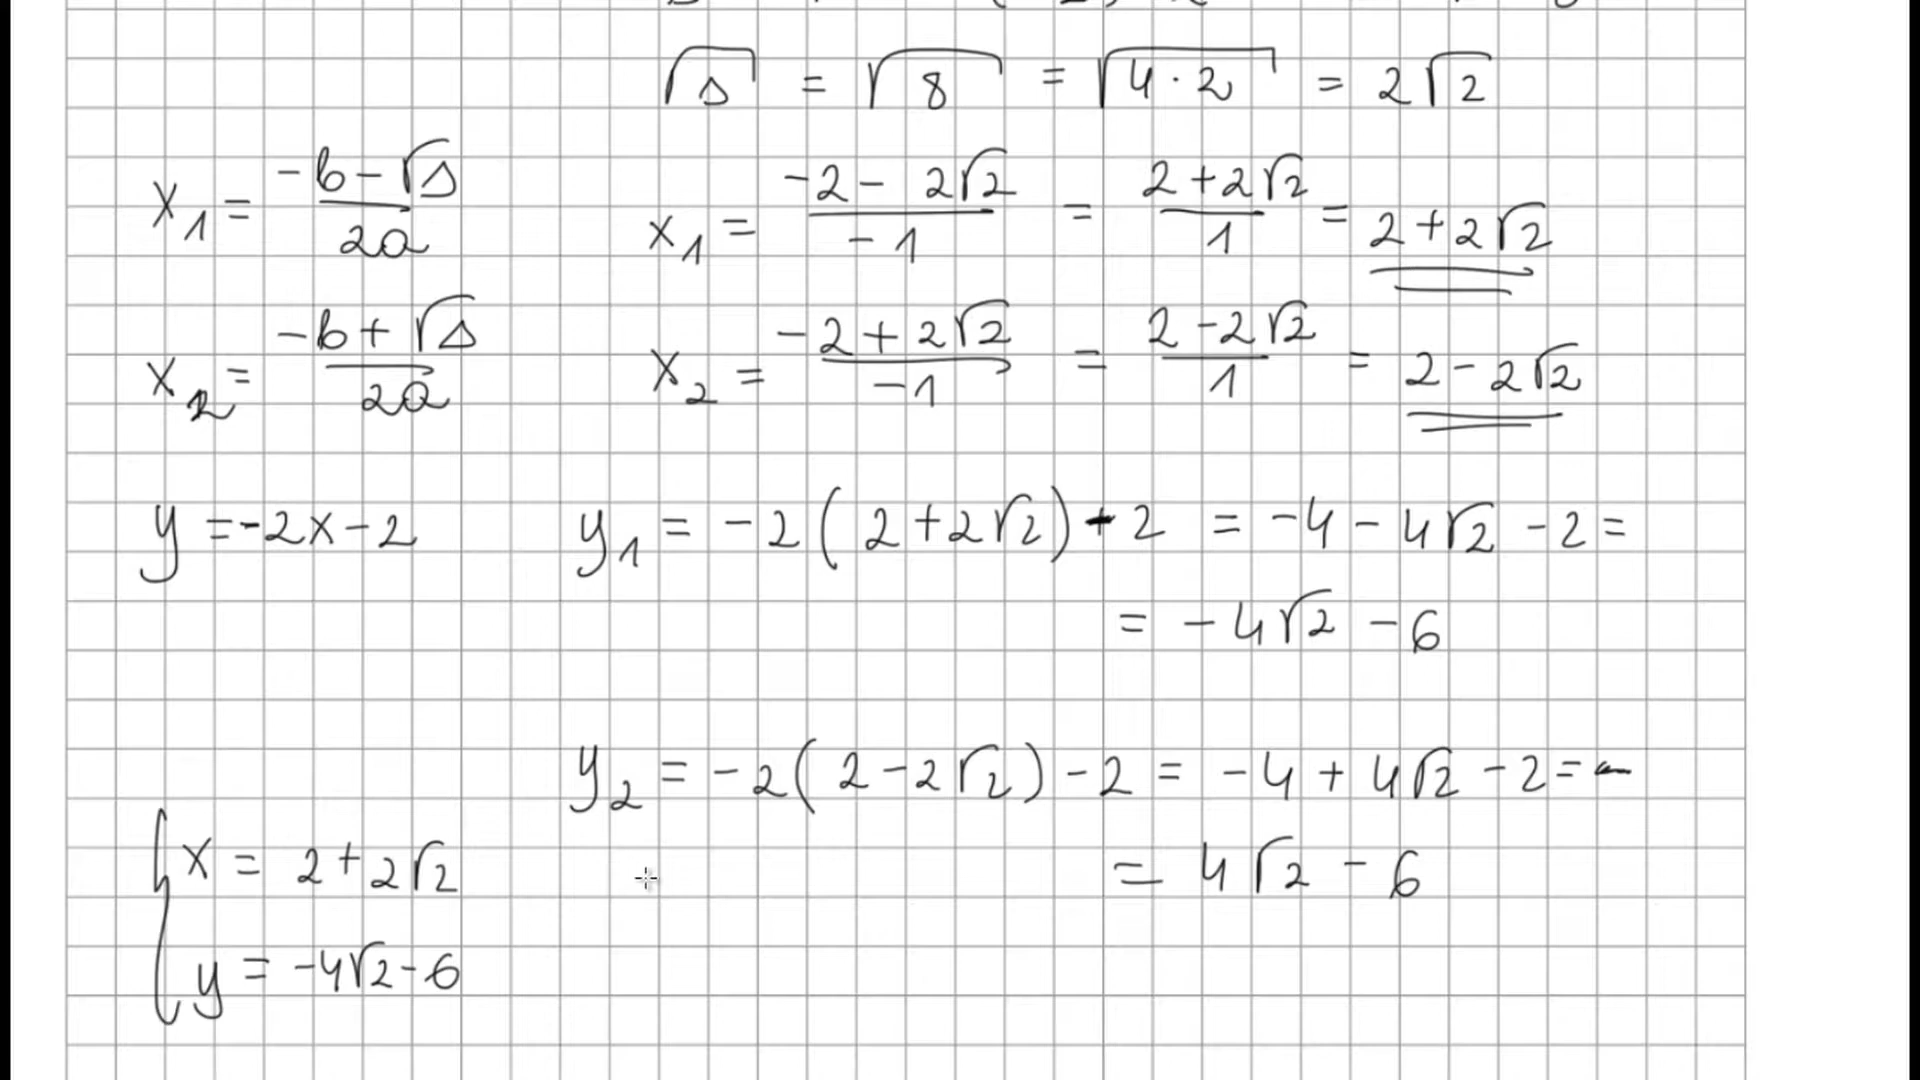 √Δ = √8 = √4·2 = 2√2
x₁ = (-b-√Δ)/2a x₁ = (-2 - 2√2)/-1 = (2+2√2)/1 = 2+2√2
x₂ = (-b+√Δ)/2a x₂ = (-2+2√2)/-1 = (2-2√2)/1 = 2-2√2
y = -2x-2 y₁ = -2(2+2√2) - 2 = -4 - 4√2 - 2 =
= -4√2 - 6
y₂ = -2(2-2√2) - 2 = -4 + 4√2 - 2 = -
{ x = 2+2√2 = 4√2 - 6
y = -4√2-6